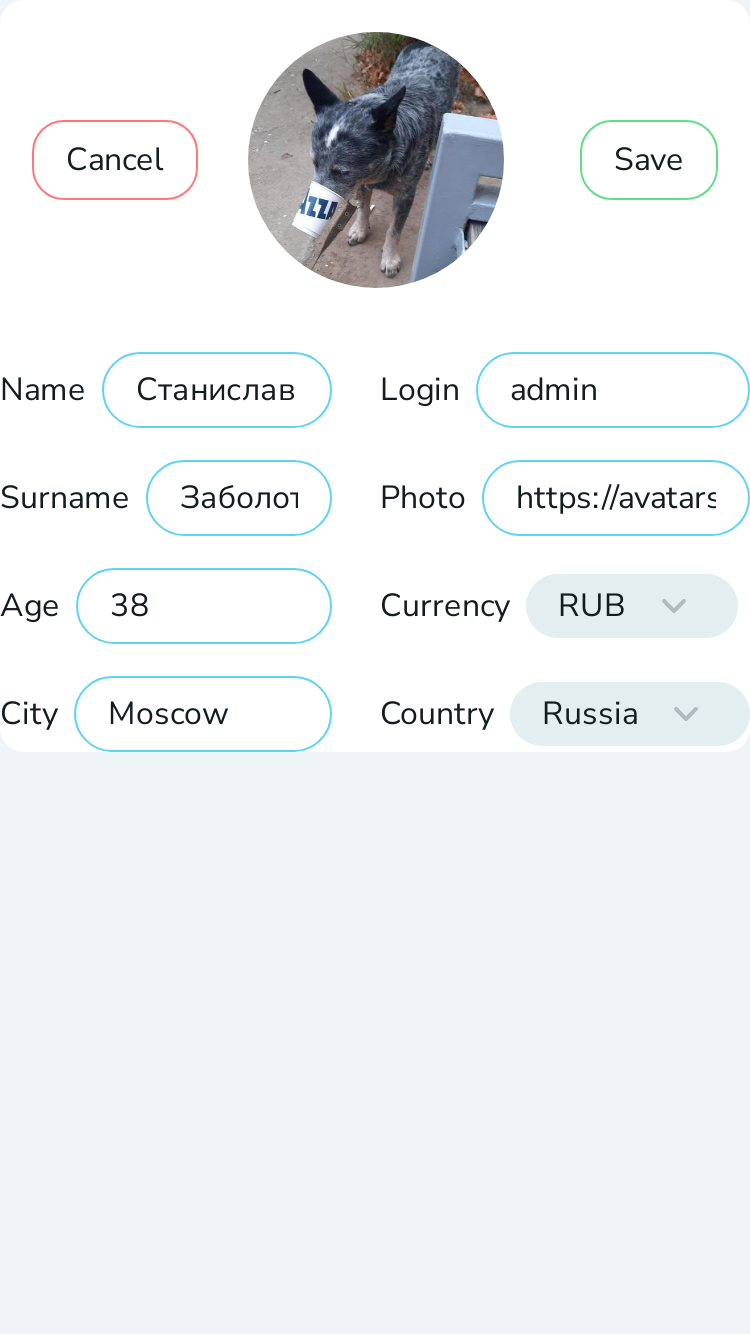 Cancel
Save
Name Станислав
Login admin
Surname Заболот
Photo https://avatars
Age 38
Currency RUB
City Moscow
Country Russia